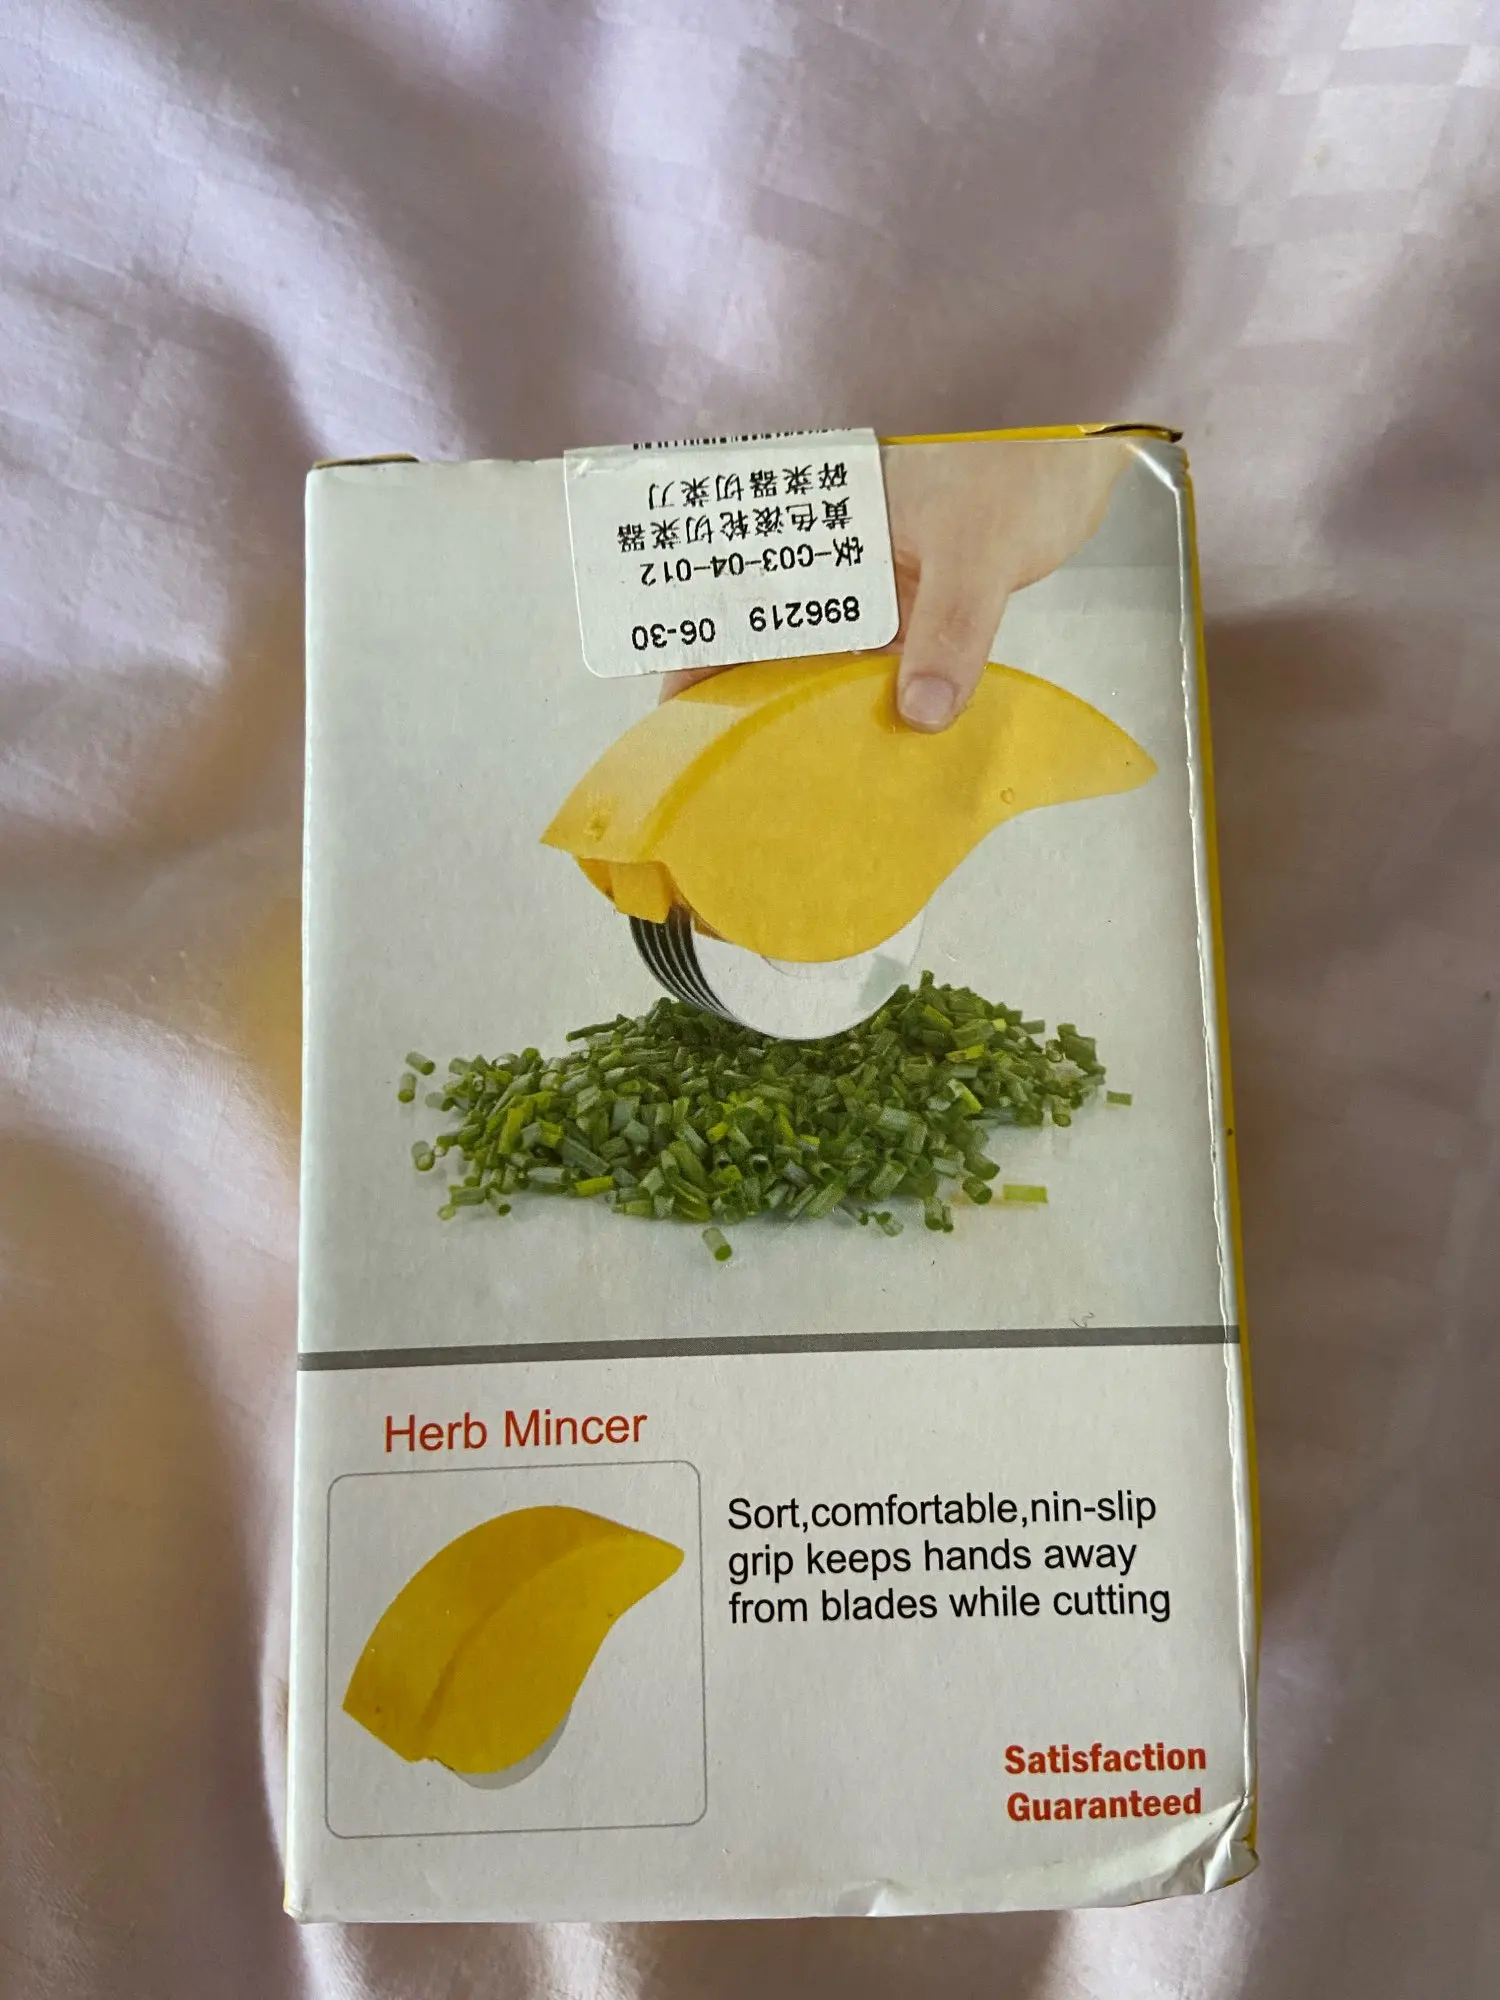 896219 06-30
-C03-04-012
黄色滚轮切菜器
碎菜器切菜刀
Herb Mincer
Sort,comfortable,nin-slip
grip keeps hands away
from blades while cutting
Satisfaction
Guaranteed